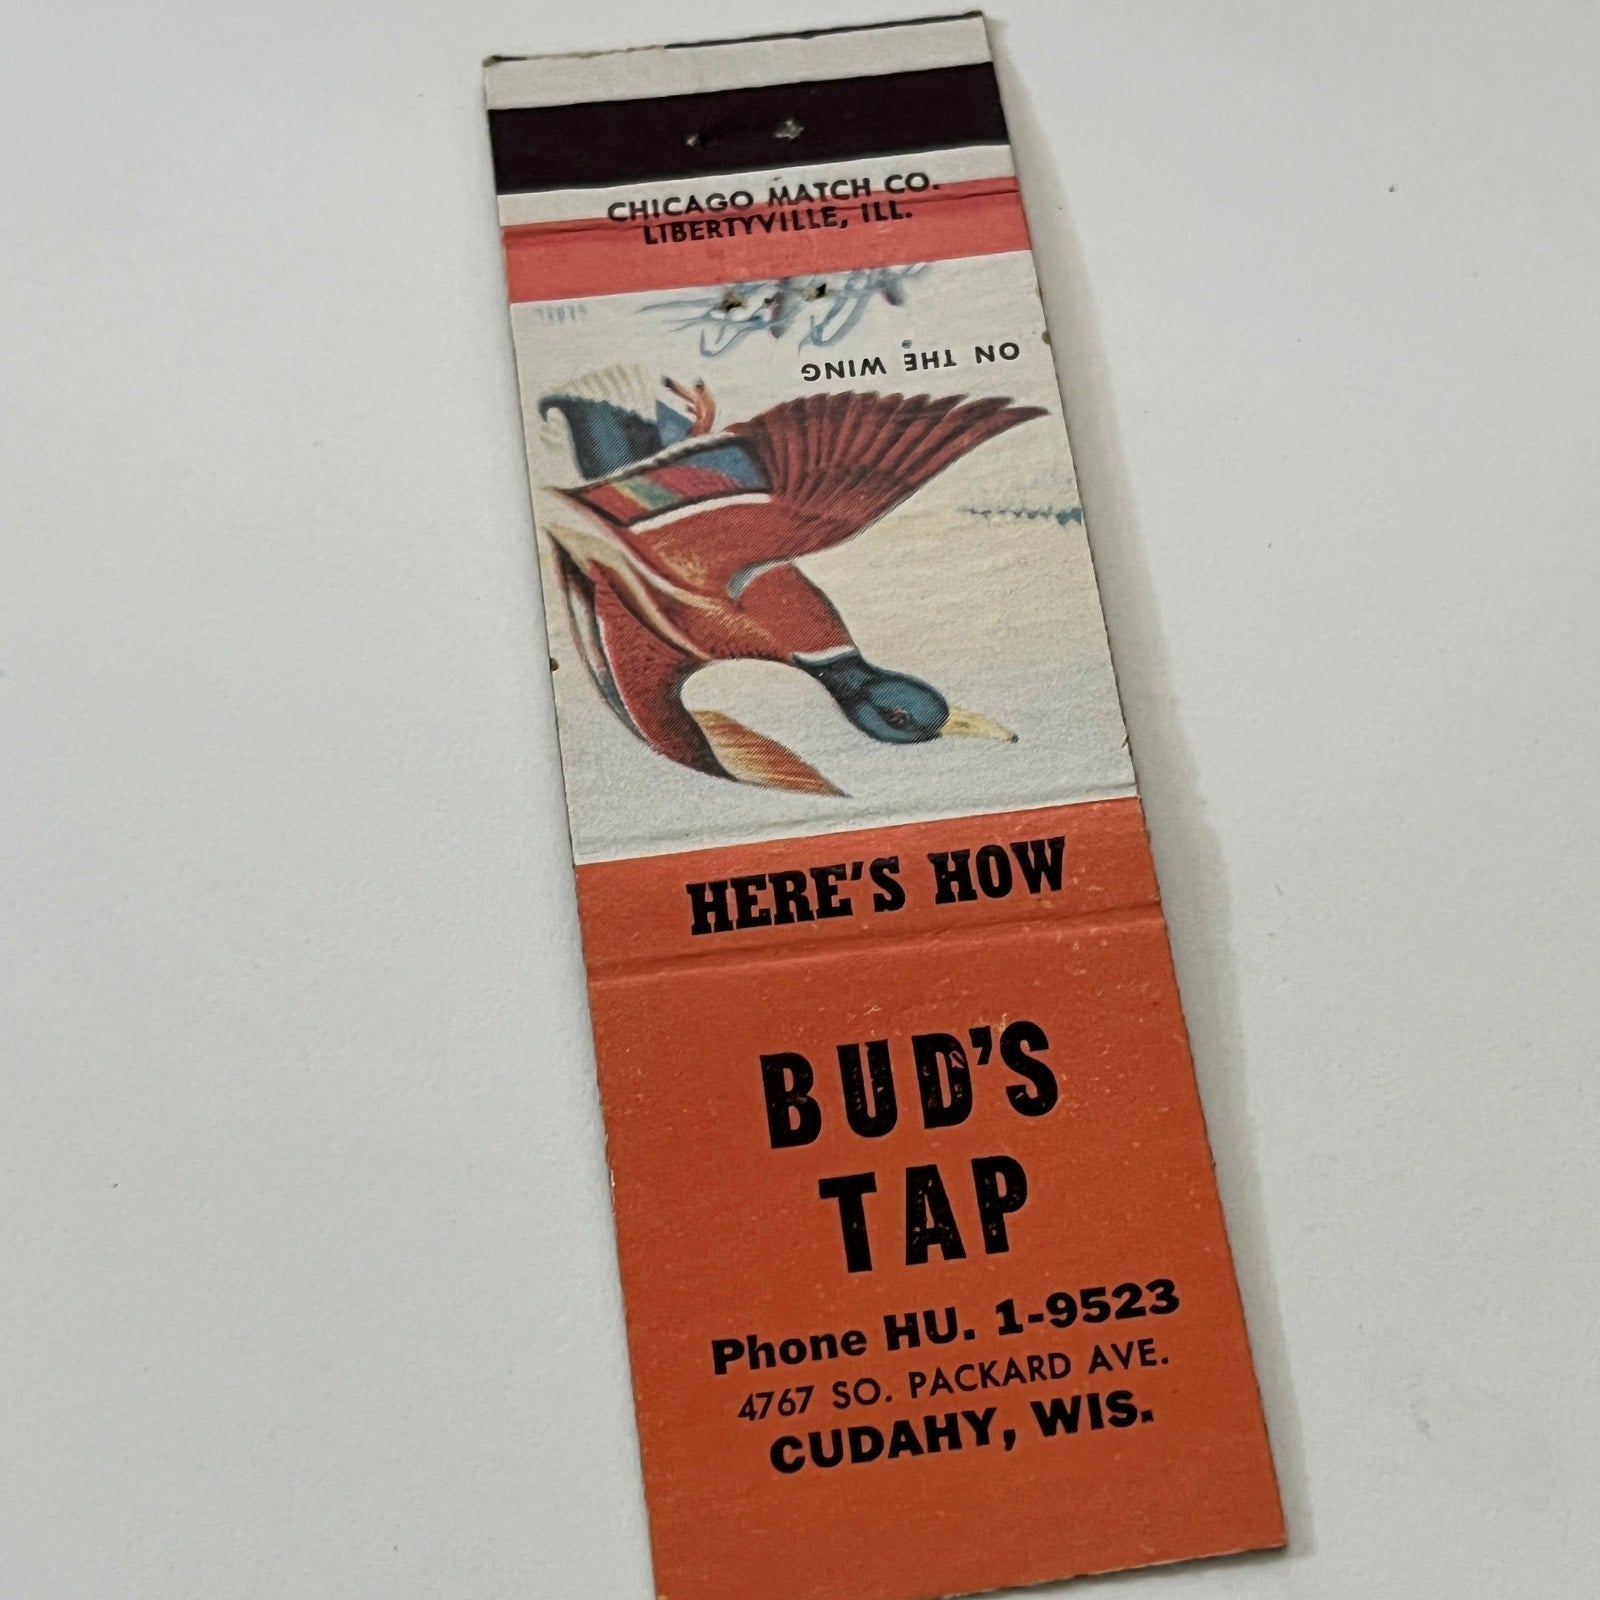 CHICAGO MATCH CO.
LIBERTYVILLE, ILL.
ON THE WING
HERE'S HOW
BUD'S
TAP
Phone HU. 1-9523
4767 SO. PACKARD AVE.
CUDAHY, WIS.